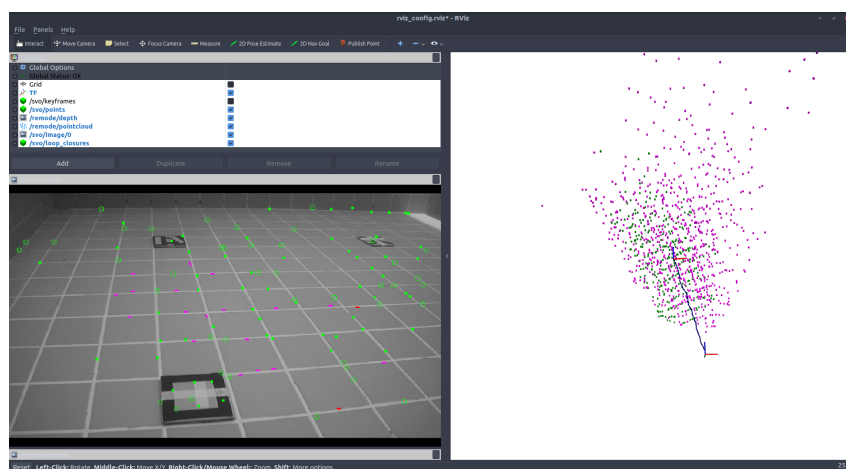 rviz_config.rviz* - RViz
File Panels Help
Interact Move Camera Select Focus Camera Measure 2D Pose Estimate 2D Nav Goal Publish Point
Global Options
Global Status: Ok
Grid
TF
/svo/keyframes
/svo/points
/remode/depth
/remode/pointcloud
/svo/image/0
/svo/loop_closures
Add Duplicate Remove Rename
Reset Left-Click: Rotate. Middle-Click: Move X/Y. Right-Click/Mouse Wheel: Zoom. Shift: More options.